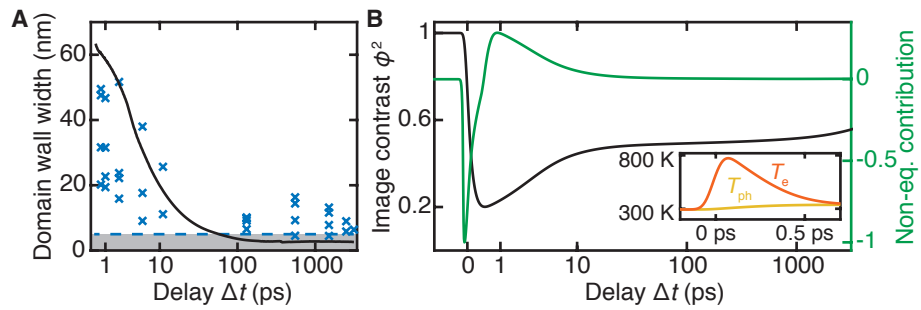 A
Domain wall width (nm)
60
40
20
0
1
10
100
1000
Delay Δt (ps)
B
Image contrast ϕ²
1
0.6
0.2
0
1
10
100
1000
Delay Δt (ps)
0
-0.5
-1
Non-eq. contribution
800 K
300 K
Tₑ
Tₚₕ
0 ps
0.5 ps